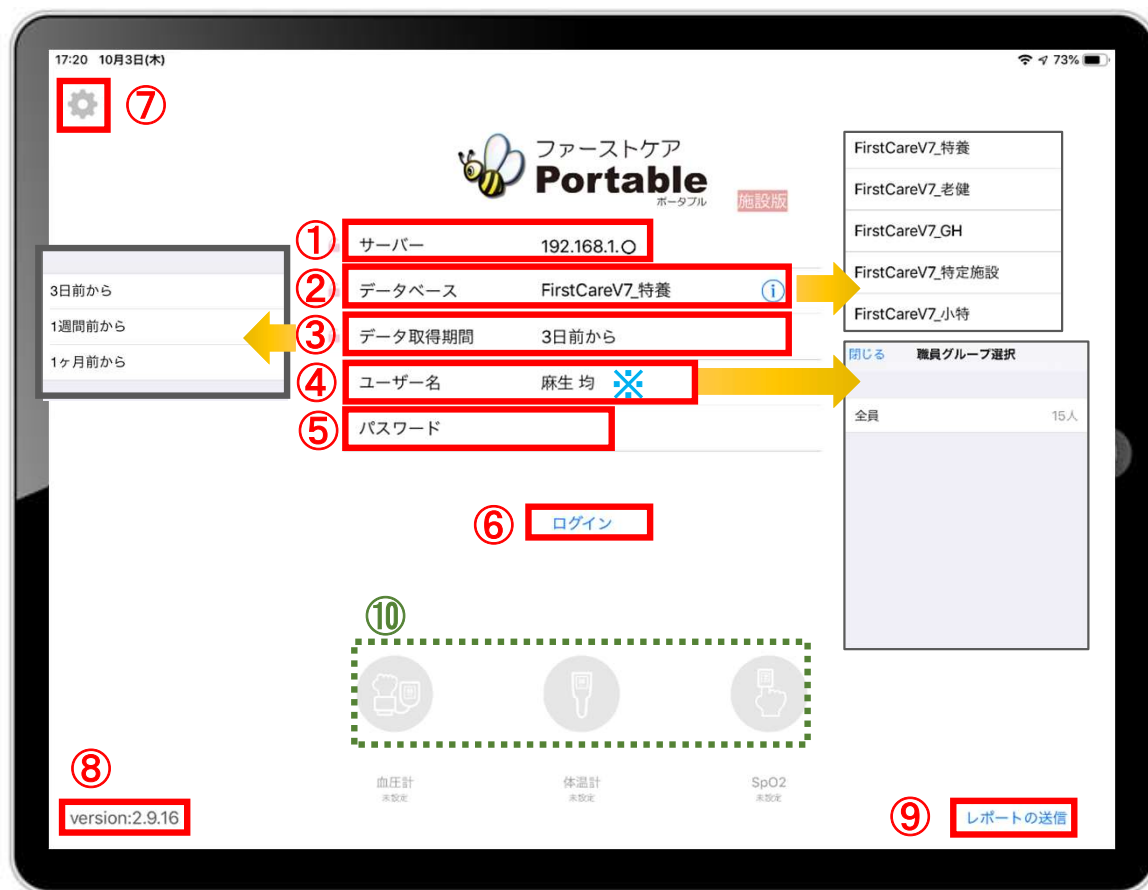 17:20 10月3日(木)
73%
⑦
ファーストケア
Portable
ポータブル
施設版
① サーバー 192.168.1.○
② データベース FirstCareV7_特養 ⓘ
③ データ取得期間 3日前から
④ ユーザー名 麻生 均 ※
⑤ パスワード
⑥ ログイン
3日前から
1週間前から
1ヶ月前から
FirstCareV7_特養
FirstCareV7_老健
FirstCareV7_GH
FirstCareV7_特定施設
FirstCareV7_小特
閉じる 職員グループ選択
全員 15人
⑩
血圧計 体温計 SpO2
未設定 未設定 未設定
⑧
version:2.9.16
⑨ レポートの送信